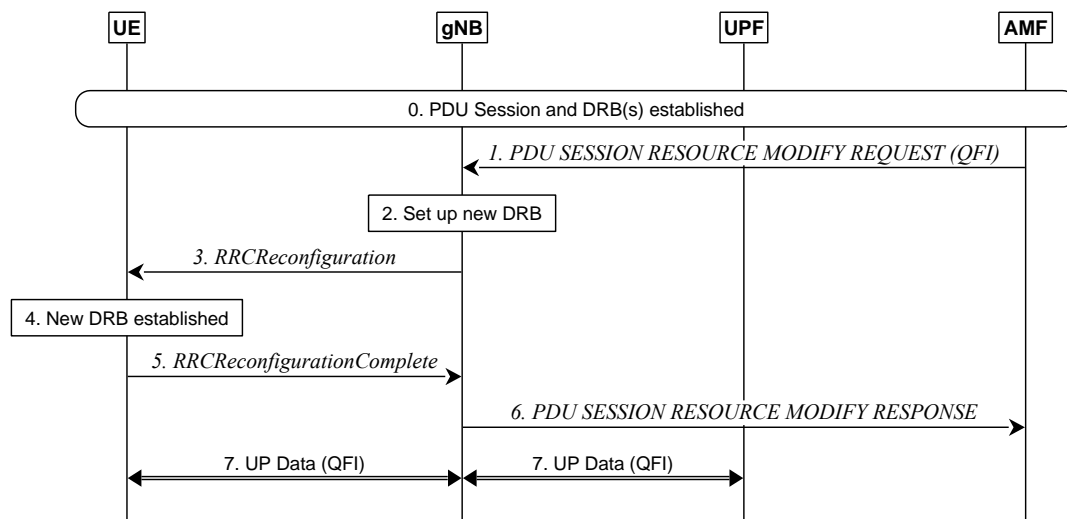 UE gNB UPF AMF
0. PDU Session and DRB(s) established
1. PDU SESSION RESOURCE MODIFY REQUEST (QFI)
2. Set up new DRB
3. RRCReconfiguration
4. New DRB established
5. RRCReconfigurationComplete
6. PDU SESSION RESOURCE MODIFY RESPONSE
7. UP Data (QFI) 7. UP Data (QFI)